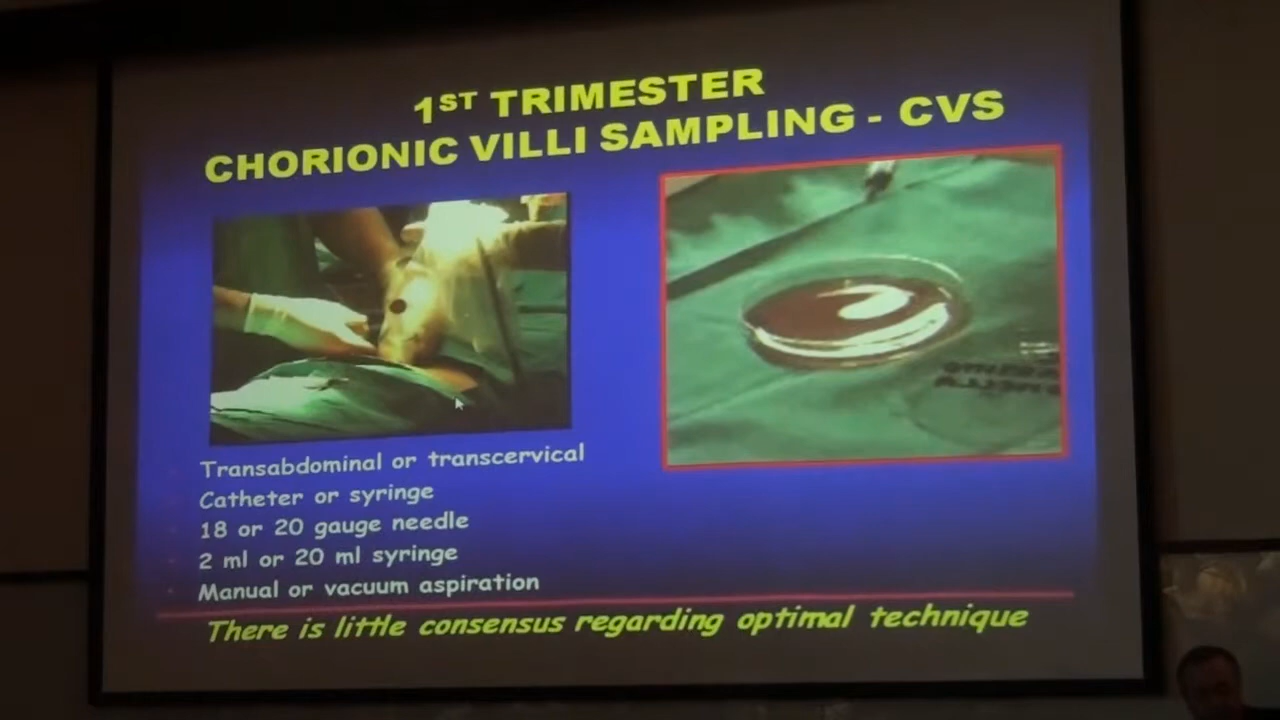 1ST TRIMESTER
CHORIONIC VILLI SAMPLING - CVS
Transabdominal or transcervical
Catheter or syringe
18 or 20 gauge needle
2 ml or 20 ml syringe
Manual or vacuum aspiration
There is little consensus regarding optimal technique